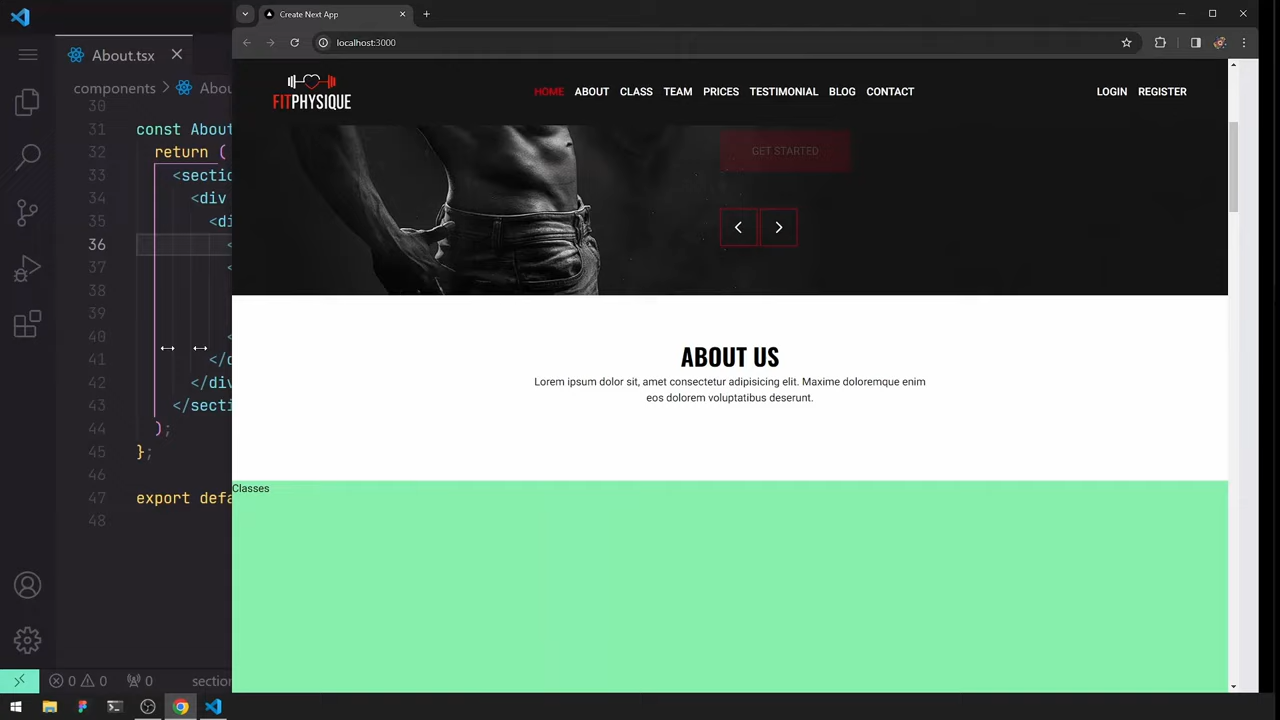 Create Next App
localhost:3000
About.tsx
components > Abou
FITPHYSIQUE
HOME ABOUT CLASS TEAM PRICES TESTIMONIAL BLOG CONTACT
LOGIN REGISTER
GET STARTED
ABOUT US
Lorem ipsum dolor sit, amet consectetur adipisicing elit. Maxime doloremque enim
eos dolorem voluptatibus deserunt.
Classes
30
31 const About
32 return (
33 <section
34 <div
35 <di
36 <
37 <
38
39
40 <
41 </d
42 </div
43 </secti
44 );
45 };
46
47 export defa
48
0 0 0 section